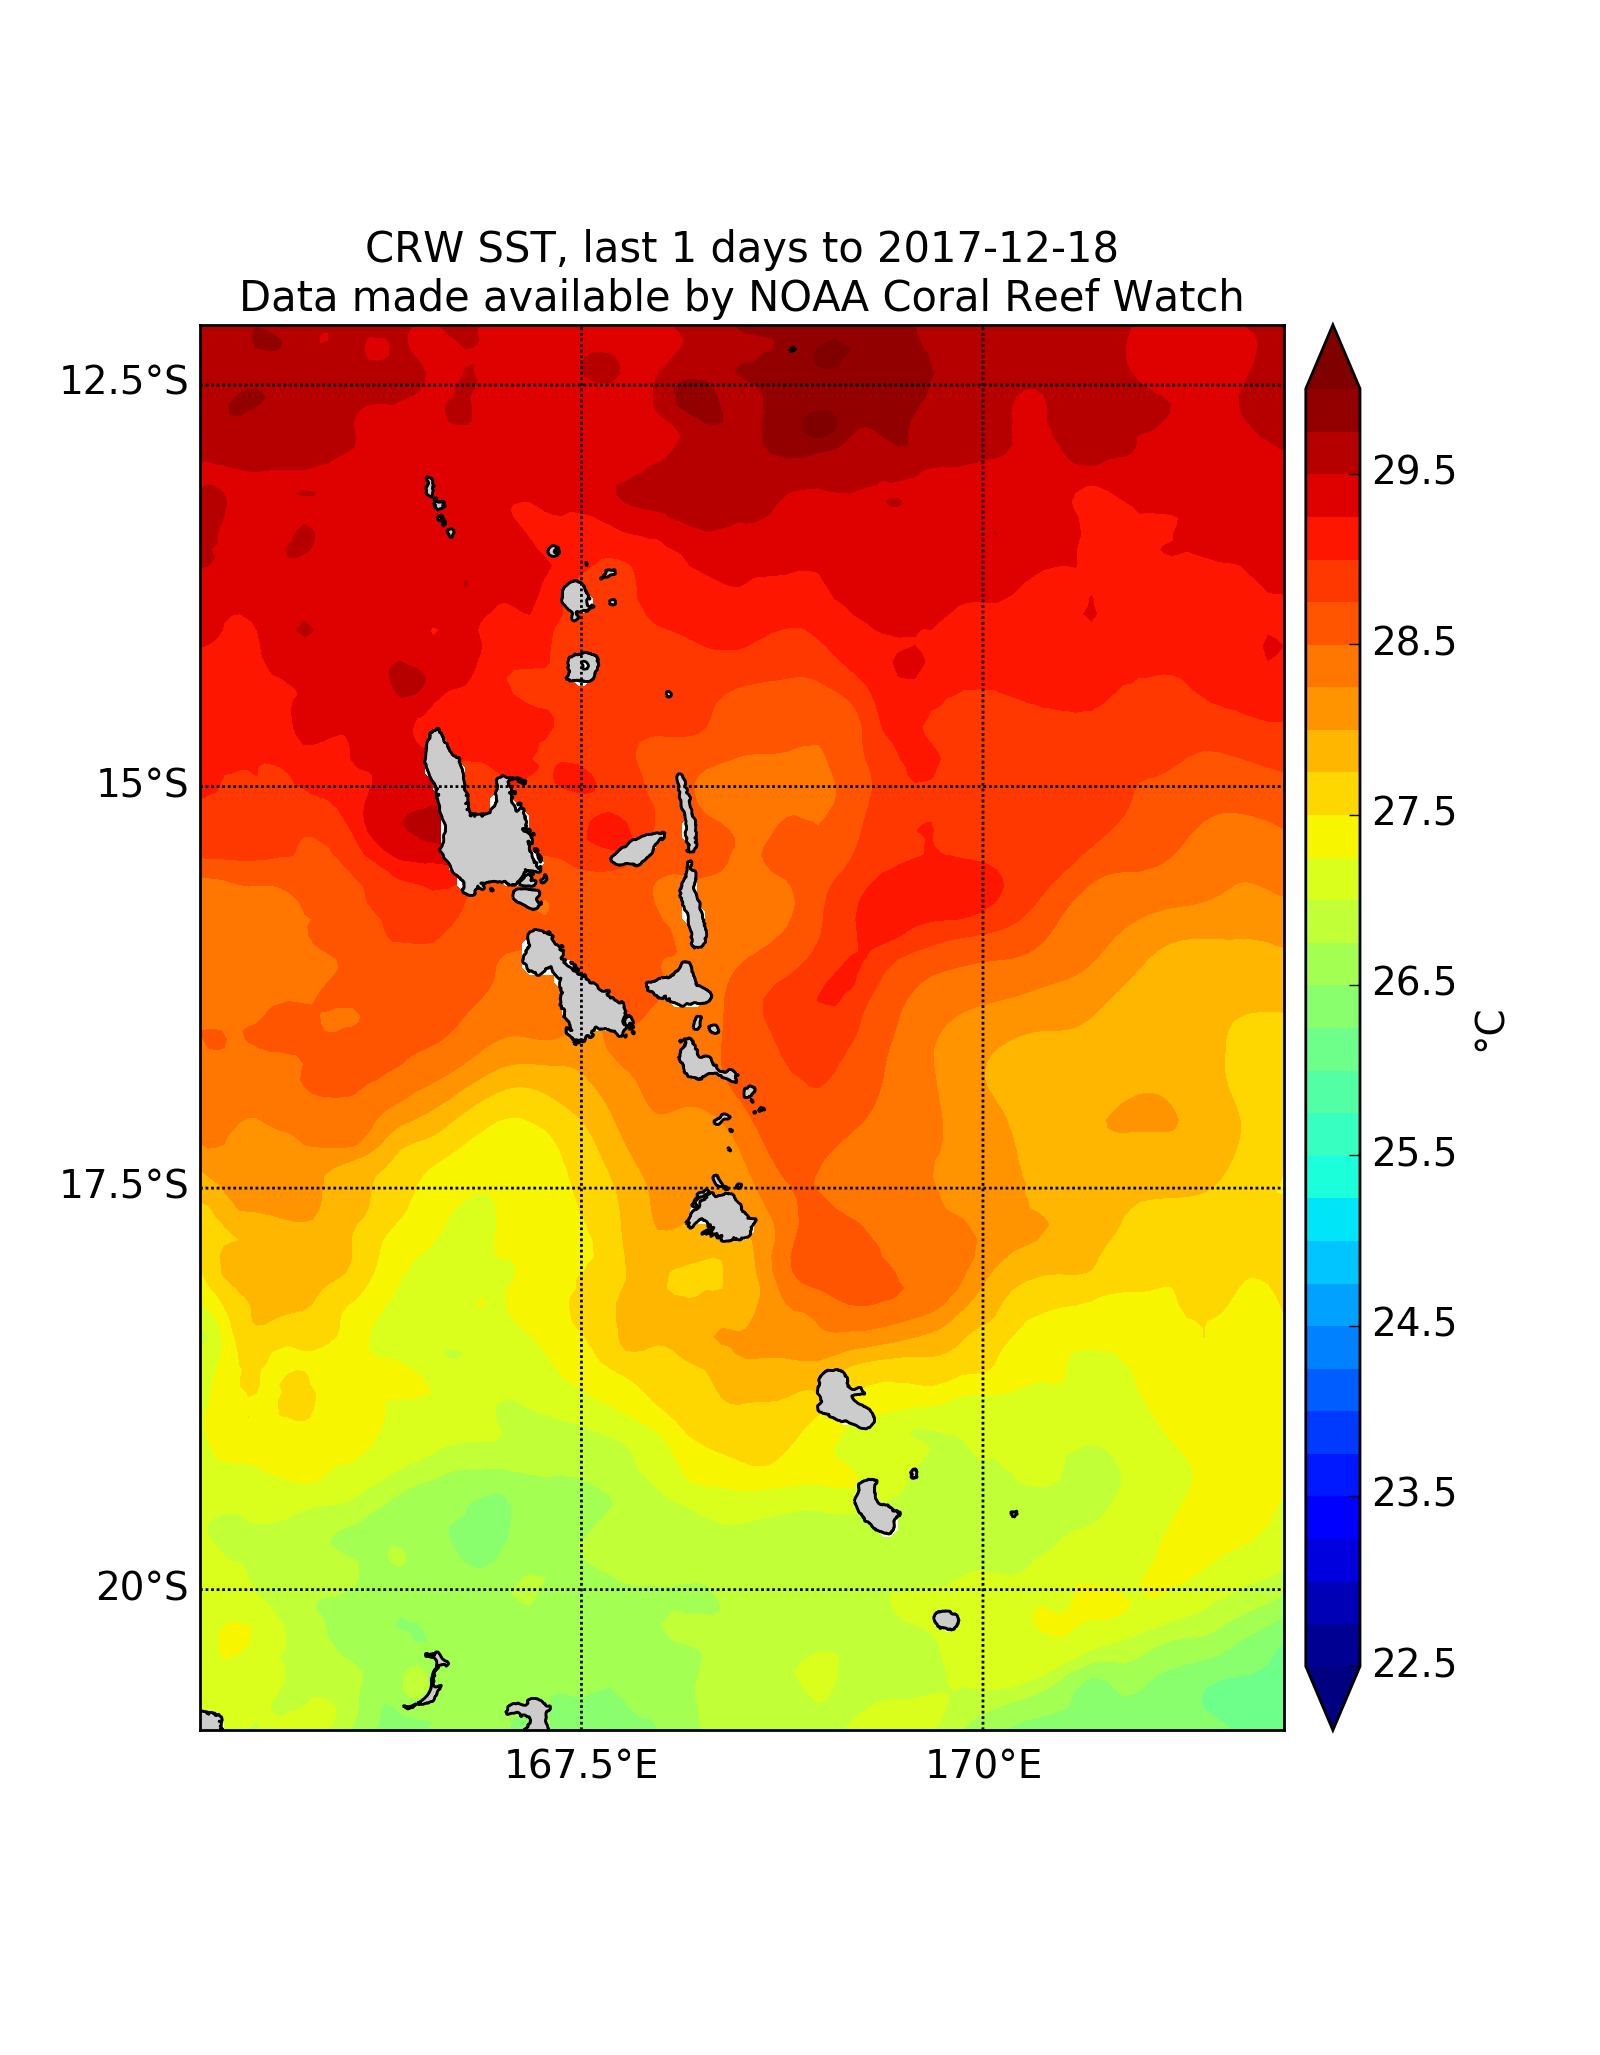 CRW SST, last 1 days to 2017-12-18
Data made available by NOAA Coral Reef Watch
12.5°S
15°S
17.5°S
20°S
167.5°E
170°E
29.5
28.5
27.5
26.5
25.5
24.5
23.5
22.5
°C